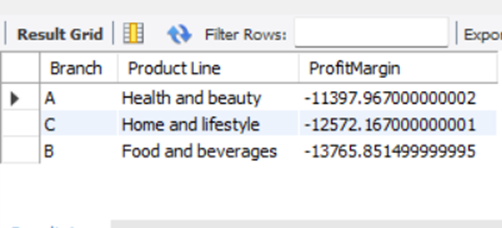 Result Grid Filter Rows: Expo
Branch Product Line ProfitMargin
A Health and beauty -11397.967000000002
C Home and lifestyle -12572.167000000001
B Food and beverages -13765.851499999995